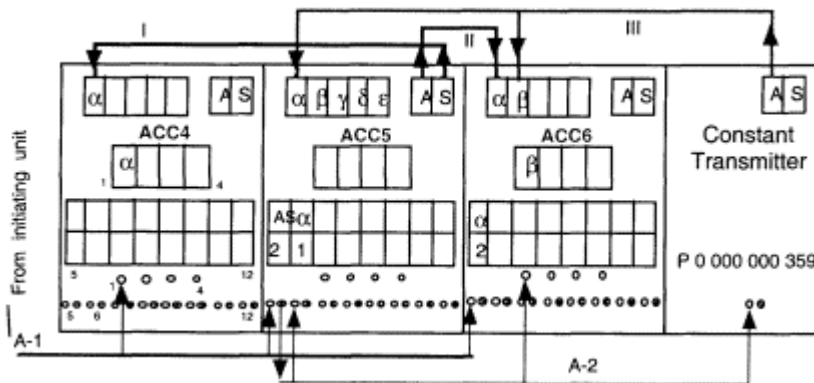 I II III
α A S α β γ δ ε A S α β A S A S
ACC4 ACC5 ACC6 Constant
Transmitter
1 α 4 β
AS α α
2 1 2
P 0 000 000 359
5 12
1 4
5 6 12
From initiating unit
A-1
A-2